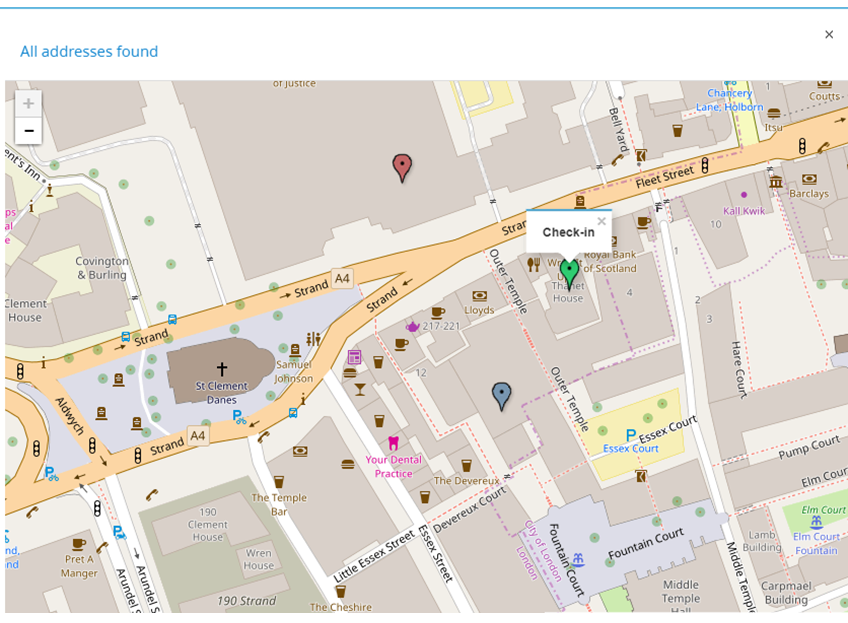 All addresses found
×
+
−
of Justice
Bell Yard
Chancery
Lane, Holborn
1
Coutts
Itsu
Fleet Street
Barclays
Kall Kwik
10
Covington
& Burling
Clement
House
Strand
A4
Strand
Strand
Check-in
×
Royal Bank
of Scotland
Thanet
House
4
1
2
3
Outer Temple
Lloyds
217-221
12
Samuel
Johnson
St Clement
Danes
Aldwych
Strand
A4
Outer Temple
Hare Court
Essex Court
Essex Court
Pump Court
Elm Court
Elm Court
Fountain
Your Dental
Practice
The Devereux
Devereux Court
The Temple
Bar
190
Clement
House
Wren
House
190 Strand
Little Essex Street
Essex Street
The Cheshire
City of London
London
Fountain Court
Fountain Court
Lamb
Building
Middle
Temple
Hall
Middle Temple
Carpmael
Building
Pret A
Manger
Arundel S
Arundel S